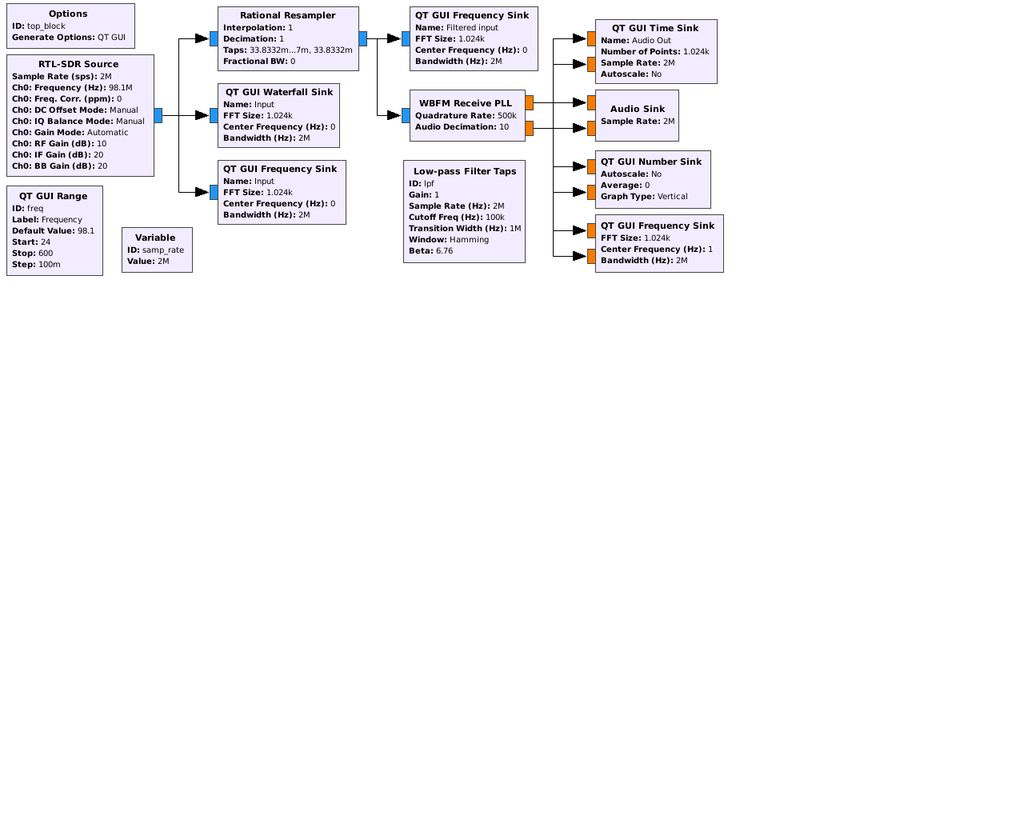 Options
ID: top_block
Generate Options: QT GUI
RTL-SDR Source
Sample Rate (sps): 2M
Ch0: Frequency (Hz): 98.1M
Ch0: Freq. Corr. (ppm): 0
Ch0: DC Offset Mode: Manual
Ch0: IQ Balance Mode: Manual
Ch0: Gain Mode: Automatic
Ch0: RF Gain (dB): 10
Ch0: IF Gain (dB): 20
Ch0: BB Gain (dB): 20
QT GUI Range
ID: freq
Label: Frequency
Default Value: 98.1
Start: 24
Stop: 600
Step: 100m
Variable
ID: samp_rate
Value: 2M
Rational Resampler
Interpolation: 1
Decimation: 1
Taps: 33.8332m...7m, 33.8332m
Fractional BW: 0
QT GUI Waterfall Sink
Name: Input
FFT Size: 1.024k
Center Frequency (Hz): 0
Bandwidth (Hz): 2M
QT GUI Frequency Sink
Name: Input
FFT Size: 1.024k
Center Frequency (Hz): 0
Bandwidth (Hz): 2M
QT GUI Frequency Sink
Name: Filtered input
FFT Size: 1.024k
Center Frequency (Hz): 0
Bandwidth (Hz): 2M
WBFM Receive PLL
Quadrature Rate: 500k
Audio Decimation: 10
Low-pass Filter Taps
ID: lpf
Gain: 1
Sample Rate (Hz): 2M
Cutoff Freq (Hz): 100k
Transition Width (Hz): 1M
Window: Hamming
Beta: 6.76
QT GUI Time Sink
Name: Audio Out
Number of Points: 1.024k
Sample Rate: 2M
Autoscale: No
Audio Sink
Sample Rate: 2M
QT GUI Number Sink
Autoscale: No
Average: 0
Graph Type: Vertical
QT GUI Frequency Sink
FFT Size: 1.024k
Center Frequency (Hz): 1
Bandwidth (Hz): 2M